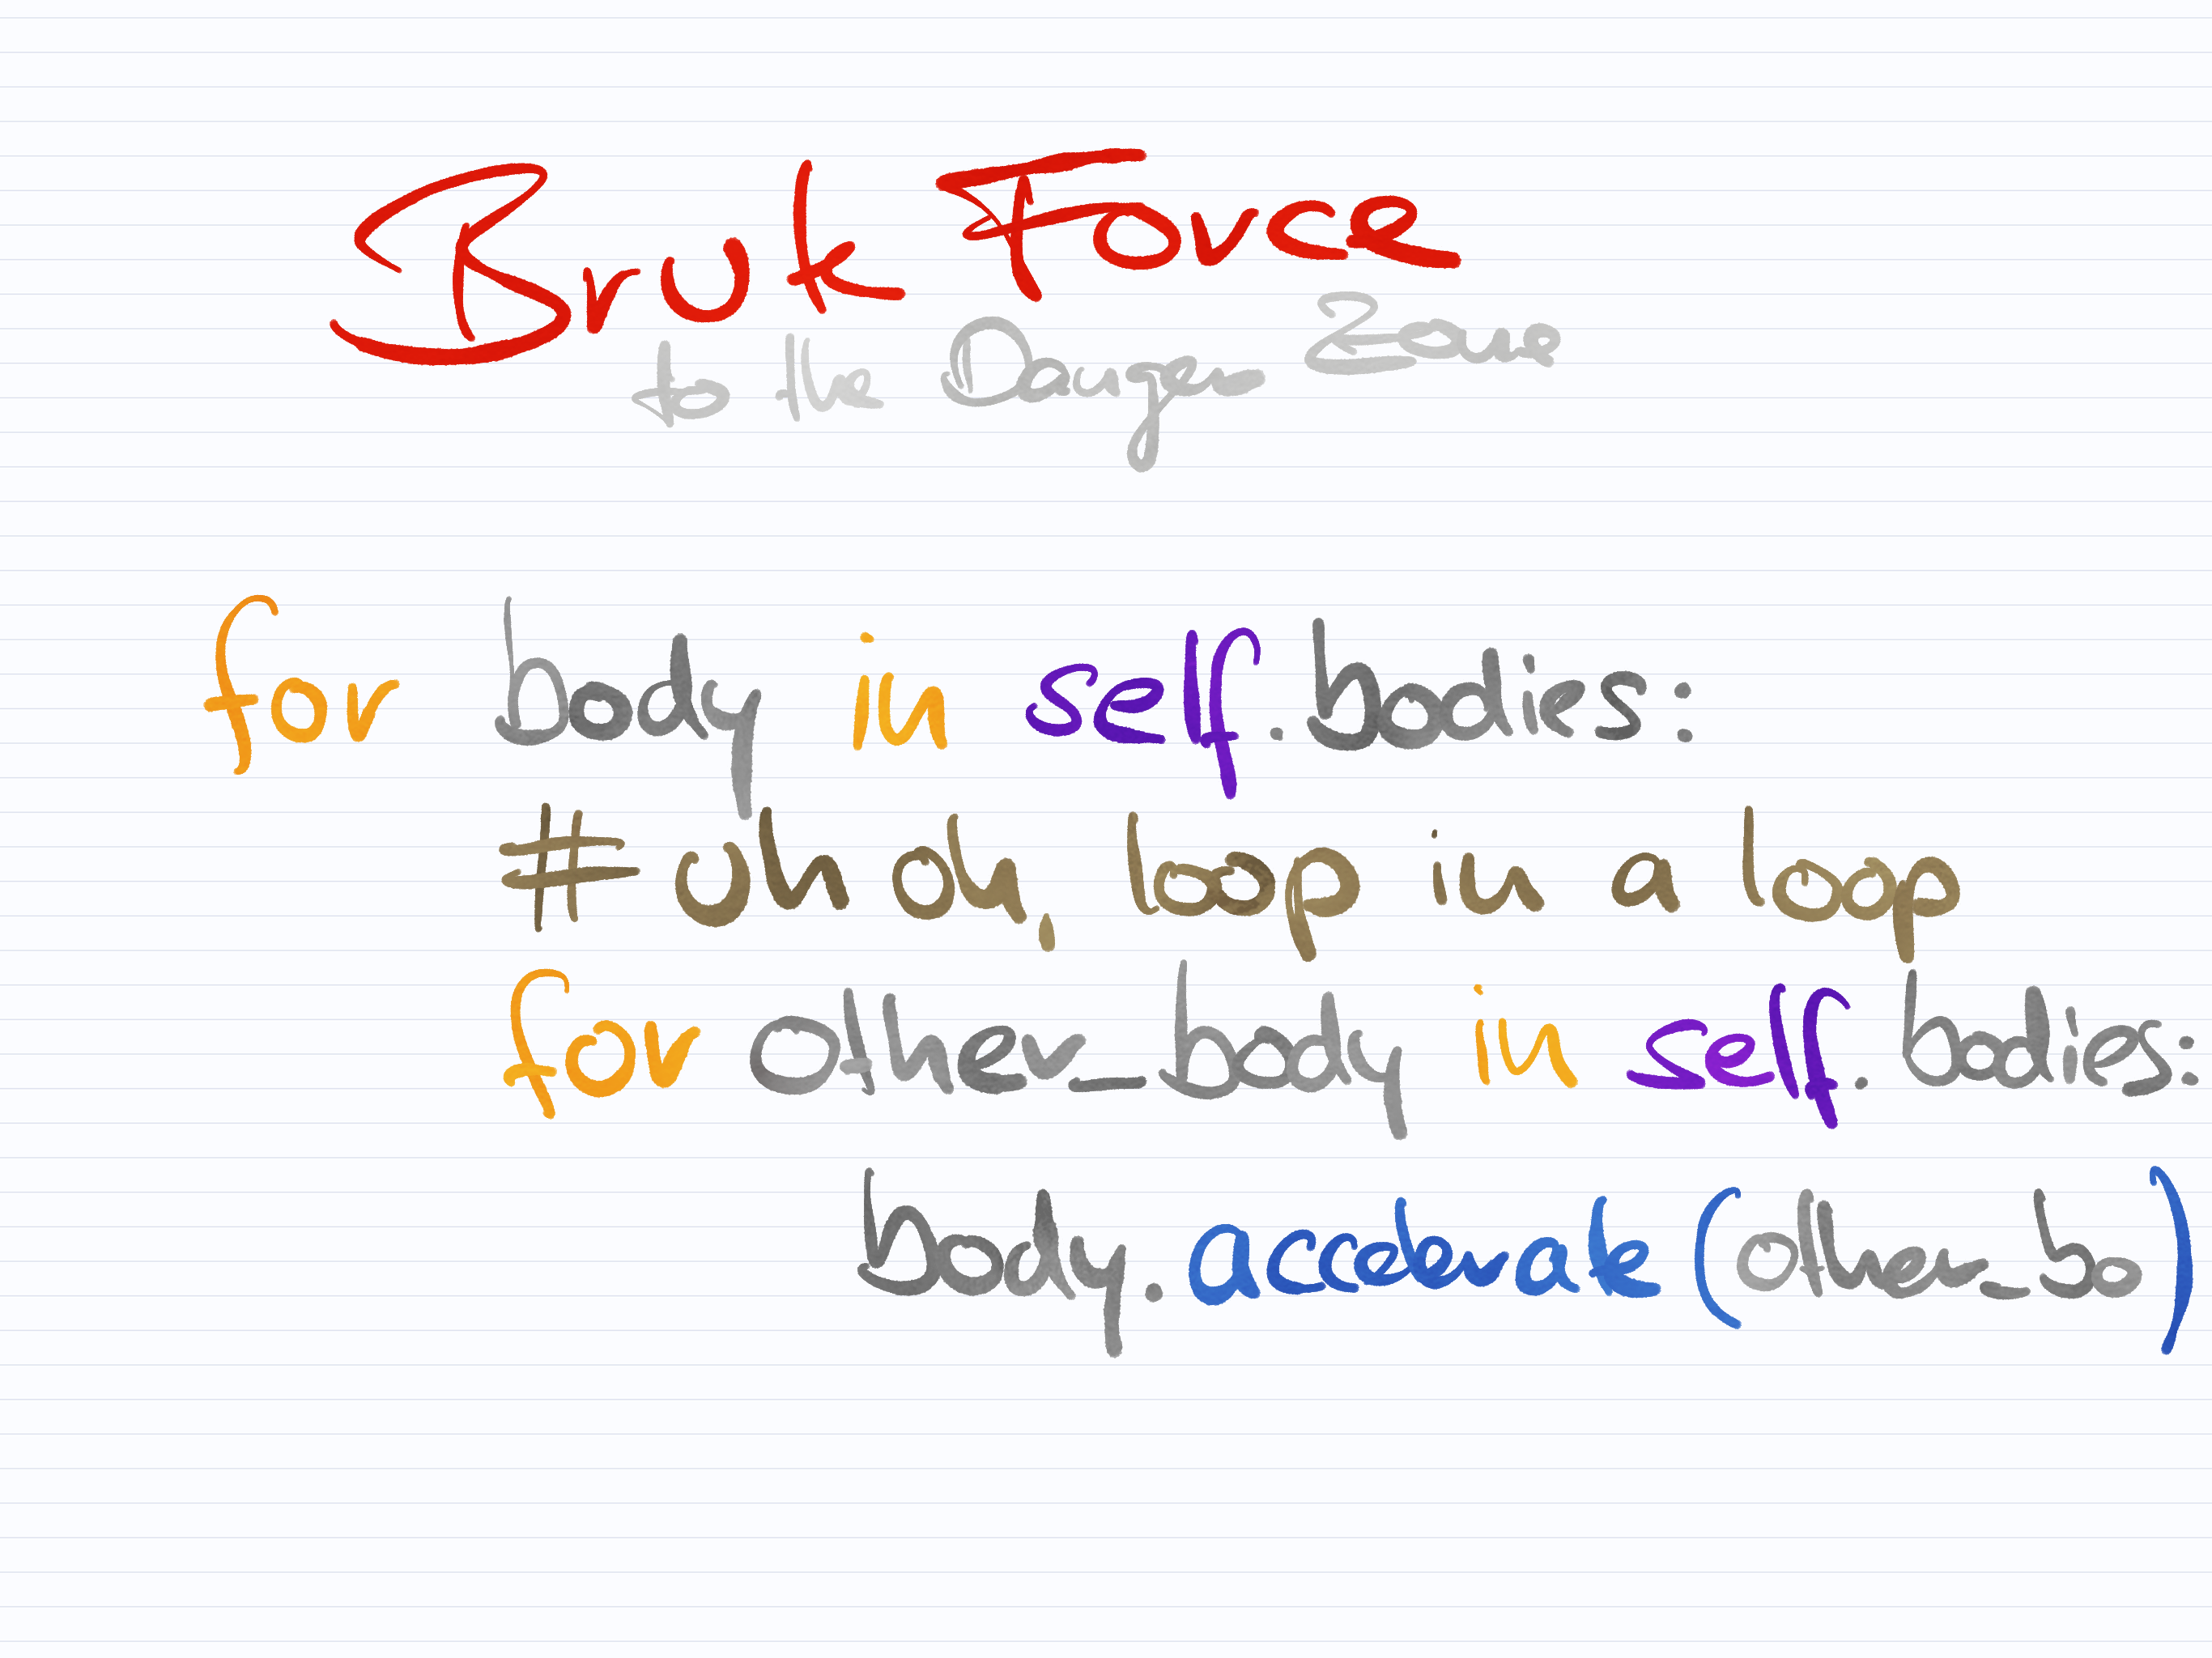 Brute Force
to the Danger Zone
for body in self.bodies:
# uh oh, loop in a loop
for other_body in self.bodies:
body.accelerate(other_bo)